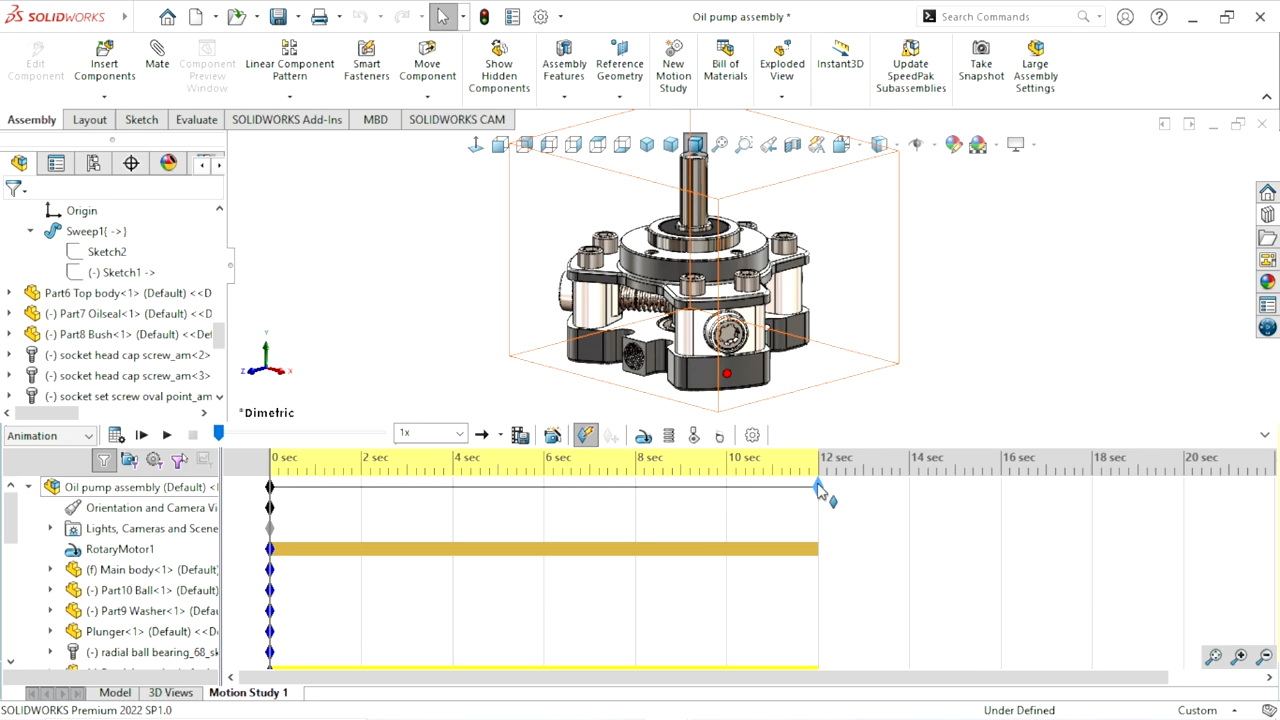 SOLIDWORKS
Oil pump assembly *
Search Commands
Edit Component
Insert Components
Mate
Component Preview Window
Linear Component Pattern
Smart Fasteners
Move Component
Show Hidden Components
Assembly Features
Reference Geometry
New Motion Study
Bill of Materials
Exploded View
Instant3D
Update SpeedPak Subassemblies
Take Snapshot
Large Assembly Settings
Assembly
Layout
Sketch
Evaluate
SOLIDWORKS Add-Ins
MBD
SOLIDWORKS CAM
Origin
Sweep1{ ->}
Sketch2
(-) Sketch1 ->
Part6 Top body<1> (Default) <<D
(-) Part7 Oilseal<1> (Default) <
(-) Part8 Bush<1> (Default) <<De
(-) socket head cap screw_am<2>
(-) socket head cap screw_am<3>
(-) socket set screw oval point_am
Y
Z
X
*Dimetric
Animation
1x
0 sec
2 sec
4 sec
6 sec
8 sec
10 sec
12 sec
14 sec
16 sec
18 sec
20 sec
Oil pump assembly (Default) <
Orientation and Camera Vi
Lights, Cameras and Scene
RotaryMotor1
(f) Main body<1> (Default)
(-) Part10 Ball<1> (Default)
(-) Part9 Washer<1> (Defau
Plunger<1> (Default) <<D
(-) radial ball bearing_68_sk
Model
3D Views
Motion Study 1
SOLIDWORKS Premium 2022 SP1.0
Under Defined
Custom